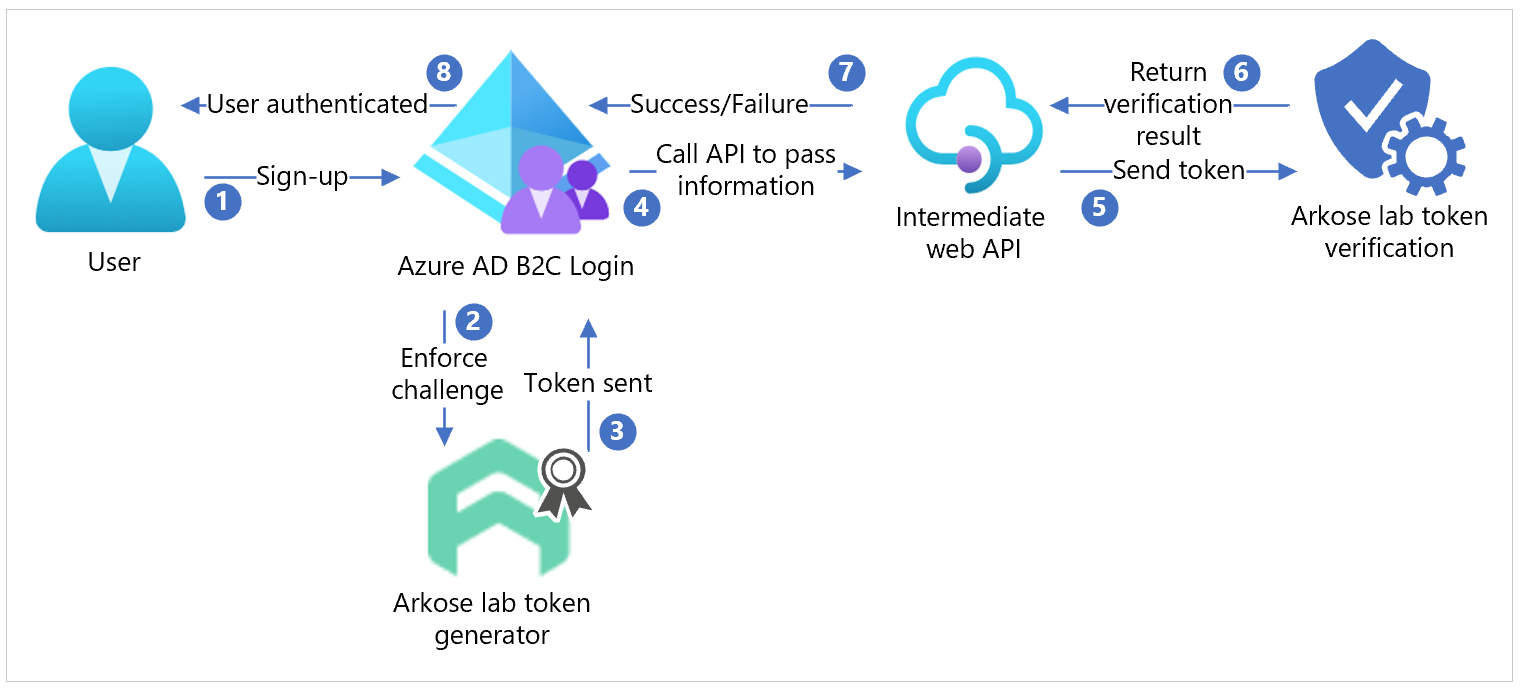 8
User authenticated
1
Sign-up
User
Azure AD B2C Login
2
Enforce
challenge
3
Token sent
Arkose lab token
generator
4
Call API to pass
information
7
Success/Failure
Intermediate
web API
5
Send token
6
Return
verification
result
Arkose lab token
verification